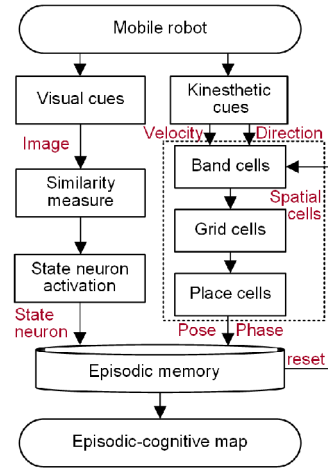 Mobile robot
Visual cues
Kinesthetic
cues
Image
Velocity
Direction
Similarity
measure
Band cells
Spatial
cells
Grid cells
State neuron
activation
Place cells
State
neuron
Pose
Phase
Episodic memory
reset
Episodic-cognitive map